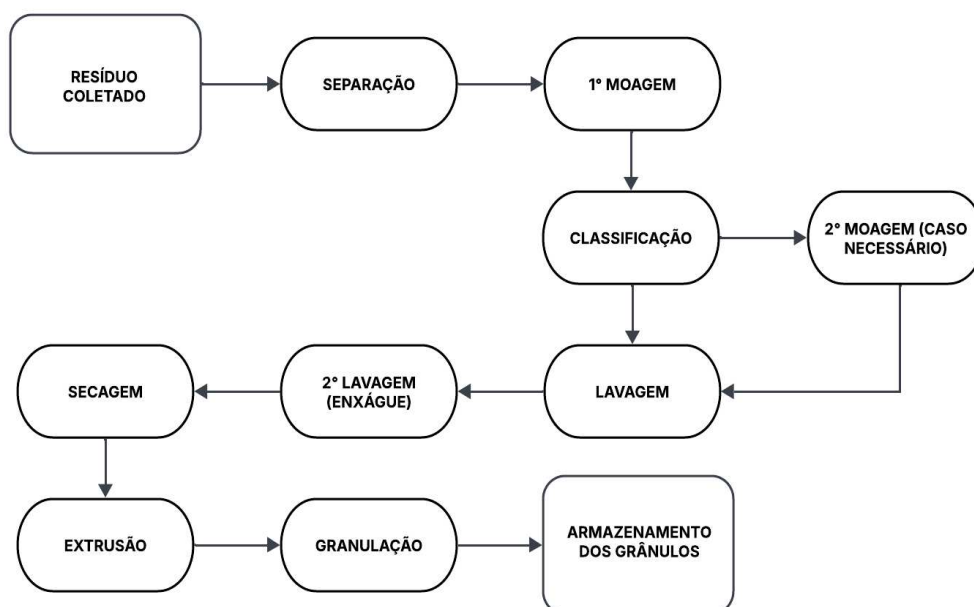 RESÍDUO
COLETADO
SEPARAÇÃO
1° MOAGEM
CLASSIFICAÇÃO
2° MOAGEM (CASO
NECESSÁRIO)
LAVAGEM
2° LAVAGEM
(ENXÁGUE)
SECAGEM
EXTRUSÃO
GRANULAÇÃO
ARMAZENAMENTO
DOS GRÂNULOS